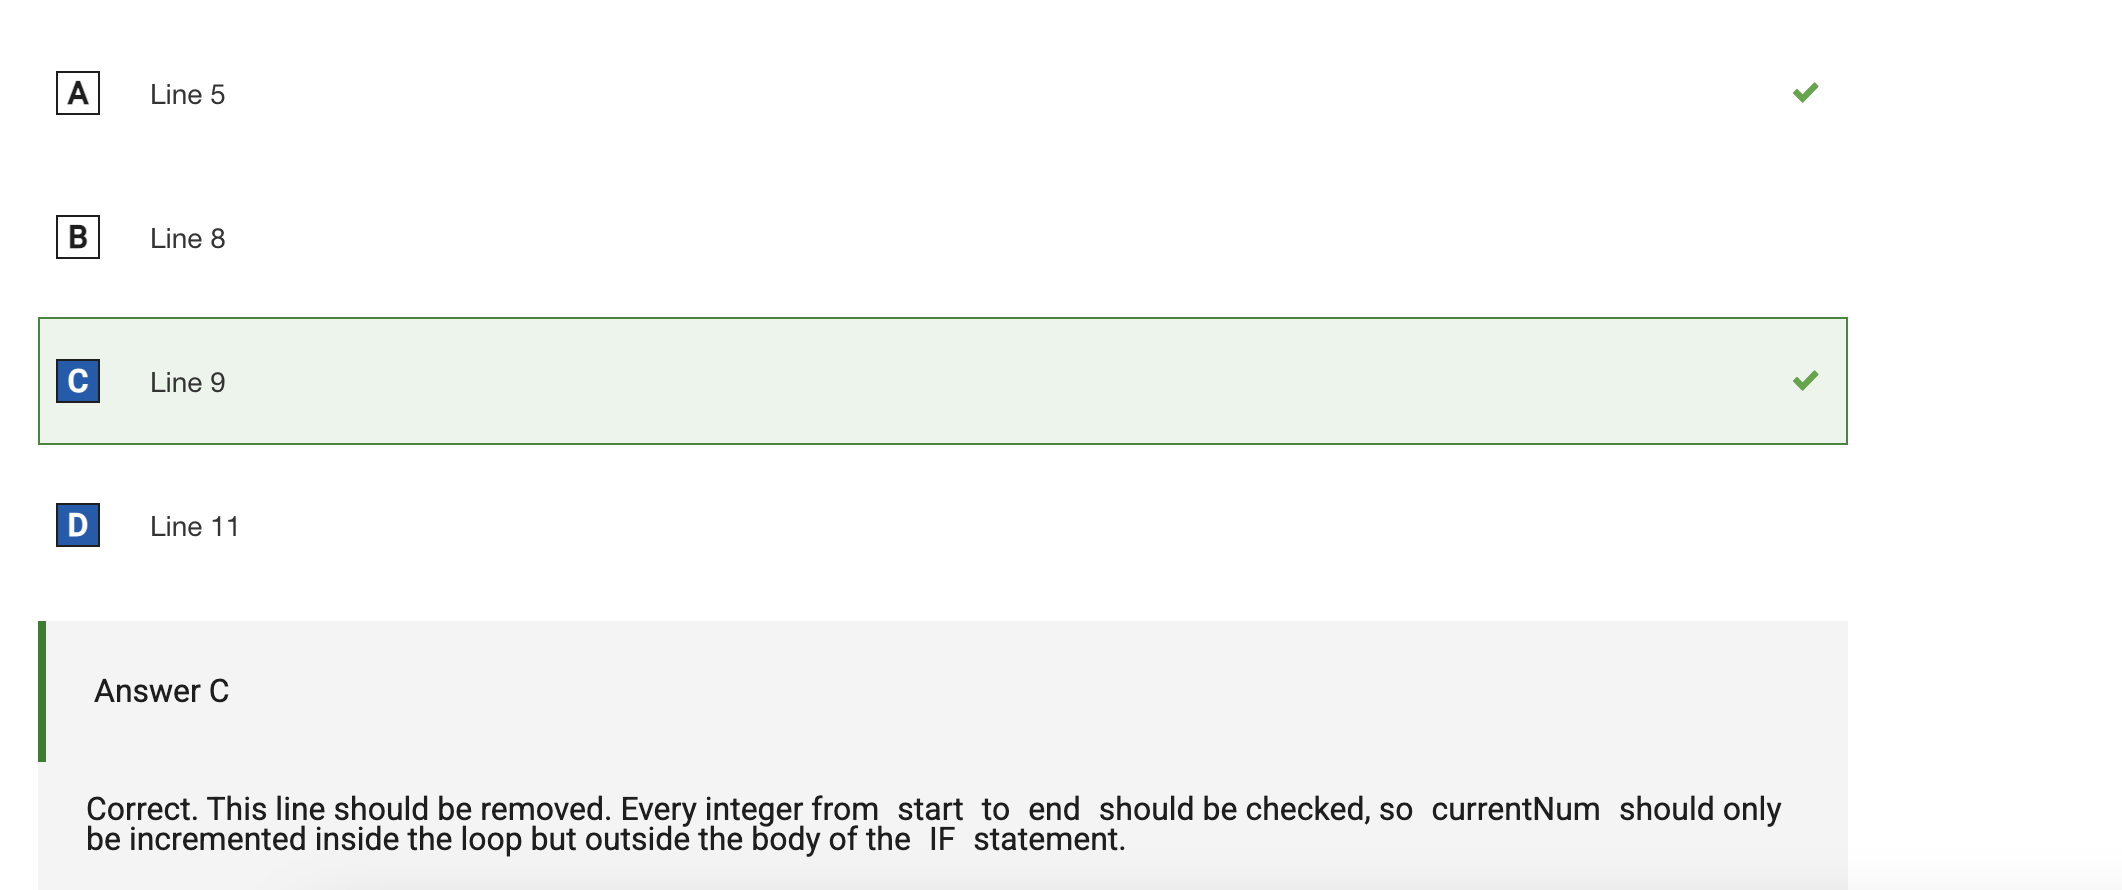 A Line 5
B Line 8
C Line 9
D Line 11
Answer C
Correct. This line should be removed. Every integer from start to end should be checked, so currentNum should only
be incremented inside the loop but outside the body of the IF statement.